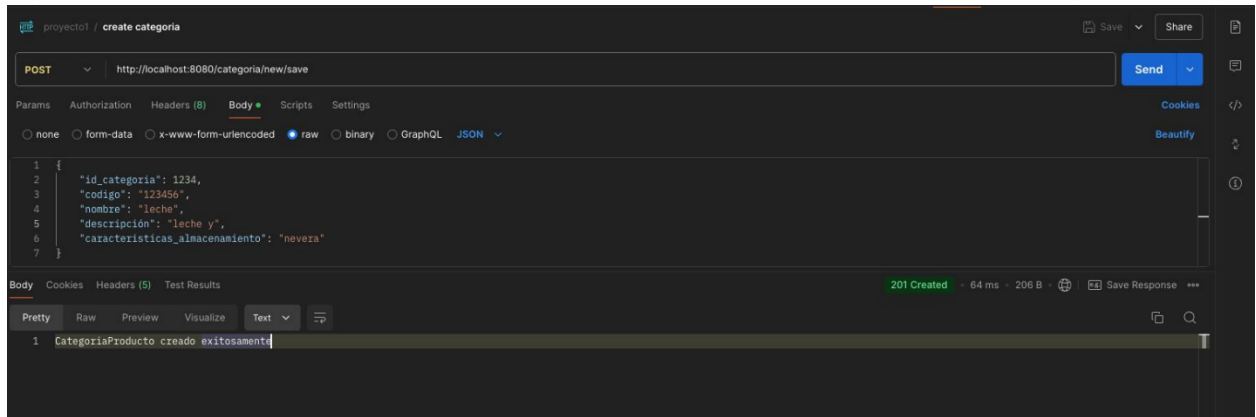 HTTP proyecto1 / create categoria Save Share
POST http://localhost:8080/categoria/new/save Send
Params Authorization Headers (8) Body Scripts Settings Cookies
none form-data x-www-form-urlencoded raw binary GraphQL JSON Beautify
1 {
2 "id_categoria": 1234,
3 "codigo": "123456",
4 "nombre": "leche",
5 "descripción": "leche y",
6 "caracteristicas_almacenamiento": "nevera"
7 }
Body Cookies Headers (5) Test Results 201 Created 64 ms 206 B Save Response
Pretty Raw Preview Visualize Text
1 CategoriaProducto creado exitosamente